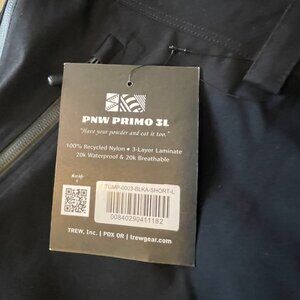 PNW PRIMO 3L
"Have your powder and eat it too."
100% Recycled Nylon • 3-Layer Laminate
20k Waterproof & 20k Breathable
TGMP-0003-BLKA-SHORT-L
00840290411182
TREW, Inc. | PDX OR | trewgear.com